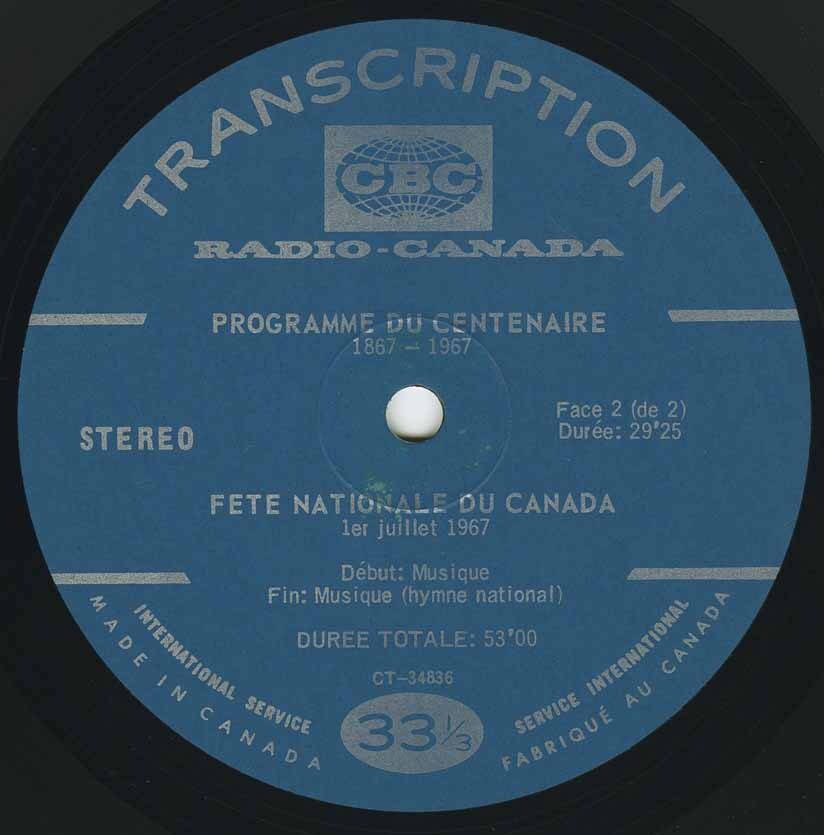 TRANSCRIPTION
CBC
RADIO-CANADA
PROGRAMME DU CENTENAIRE
1867 - 1967
STEREO
Face 2 (de 2)
Durée: 29'25
FETE NATIONALE DU CANADA
1er juillet 1967
Début: Musique
Fin: Musique (hymne national)
DUREE TOTALE: 53'00
CT-34836
33 1/3
INTERNATIONAL SERVICE
MADE IN CANADA
SERVICE INTERNATIONAL
FABRIQUÉ AU CANADA